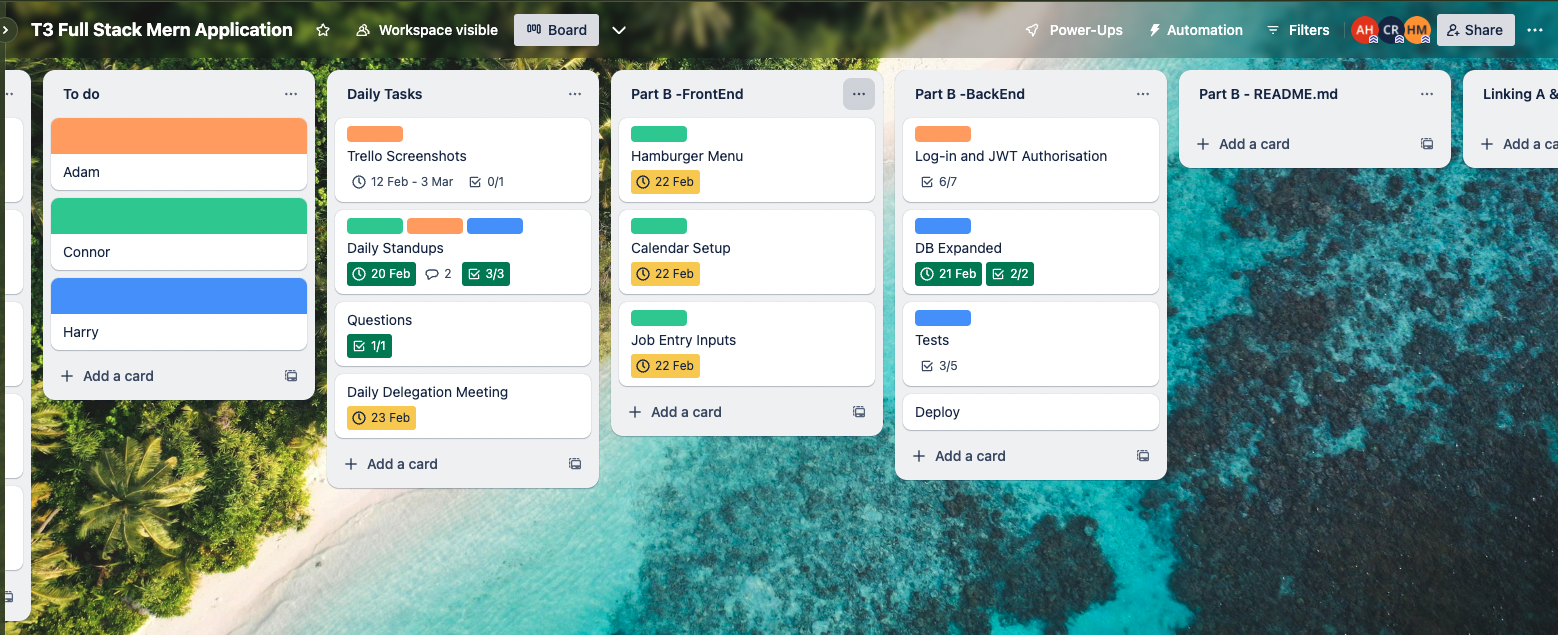 T3 Full Stack Mern Application
Workspace visible
Board
Power-Ups
Automation
Filters
AH
CR
HM
Share
To do
Adam
Connor
Harry
Add a card
Daily Tasks
Trello Screenshots
12 Feb - 3 Mar 0/1
Daily Standups
20 Feb 2 3/3
Questions
1/1
Daily Delegation Meeting
23 Feb
Add a card
Part B -FrontEnd
Hamburger Menu
22 Feb
Calendar Setup
22 Feb
Job Entry Inputs
22 Feb
Add a card
Part B -BackEnd
Log-in and JWT Authorisation
6/7
DB Expanded
21 Feb 2/2
Tests
3/5
Deploy
Add a card
Part B - README.md
Add a card
Linking A &
Add a ca